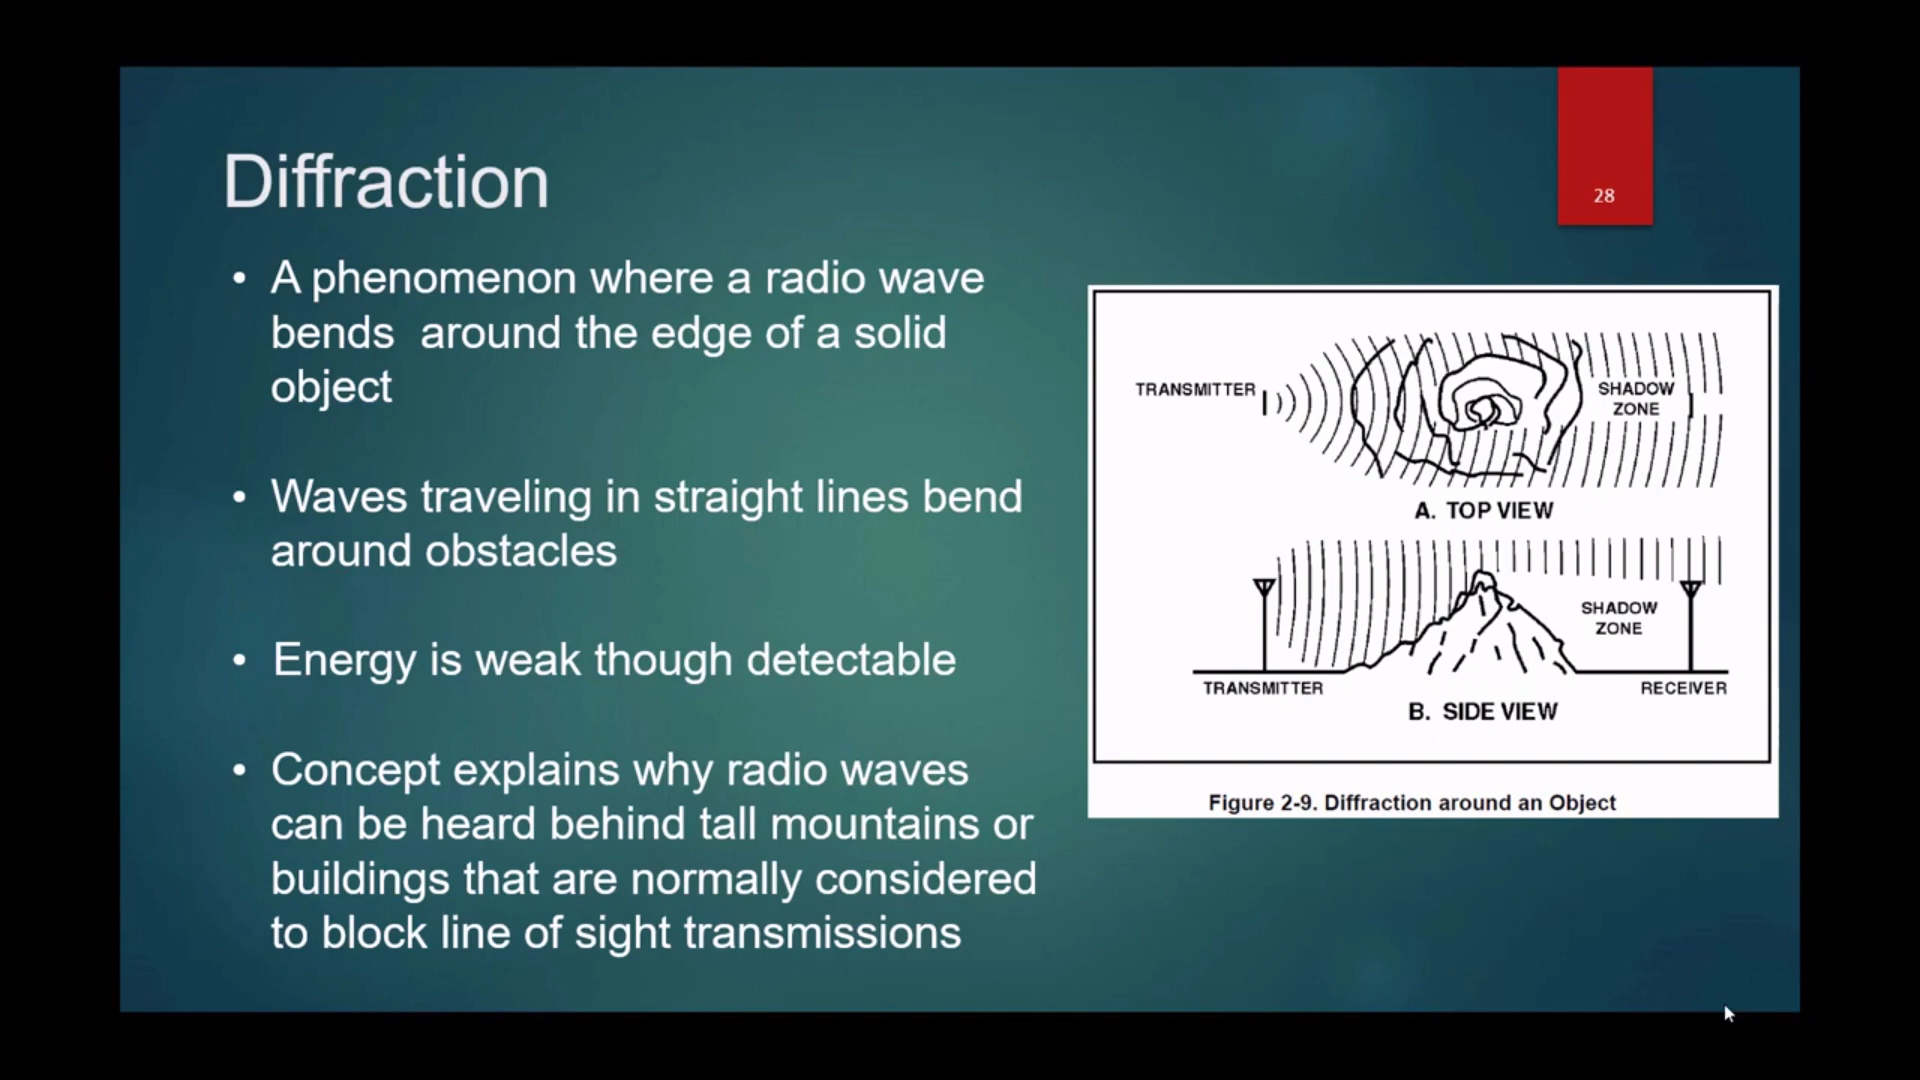 Diffraction
28
• A phenomenon where a radio wave
bends  around the edge of a solid
object
• Waves traveling in straight lines bend
around obstacles
• Energy is weak though detectable
• Concept explains why radio waves
can be heard behind tall mountains or
buildings that are normally considered
to block line of sight transmissions
TRANSMITTER
SHADOW
ZONE
A. TOP VIEW
SHADOW
ZONE
TRANSMITTER
RECEIVER
B. SIDE VIEW
Figure 2-9. Diffraction around an Object